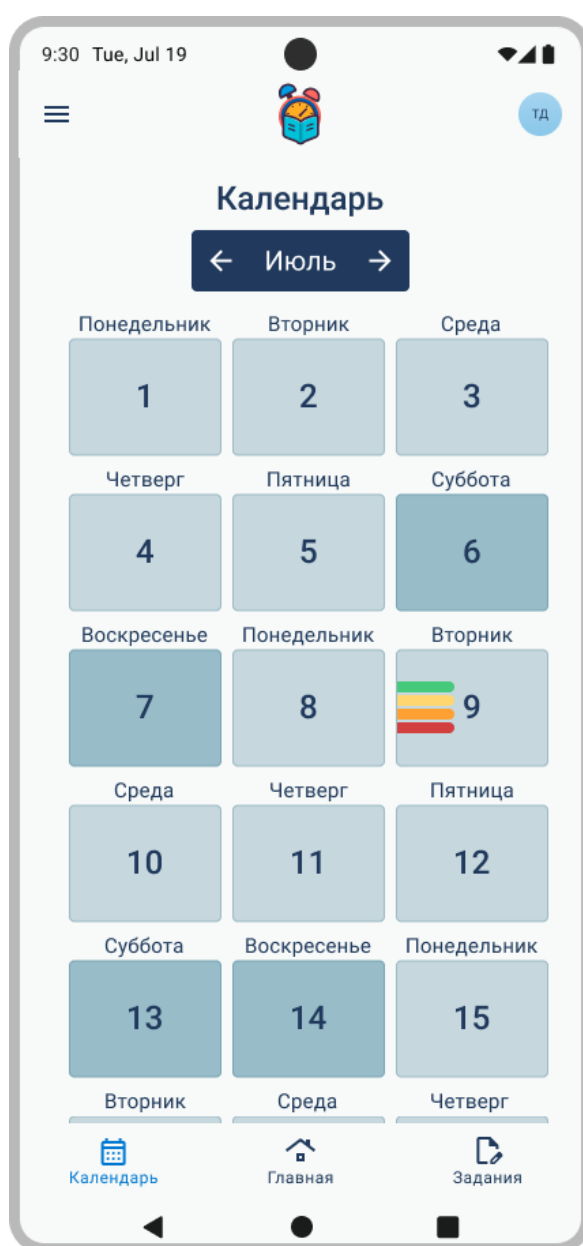 9:30 Tue, Jul 19
ТД
Календарь
Июль
Понедельник Вторник Среда
1 2 3
Четверг Пятница Суббота
4 5 6
Воскресенье Понедельник Вторник
7 8 9
Среда Четверг Пятница
10 11 12
Суббота Воскресенье Понедельник
13 14 15
Вторник Среда Четверг
Календарь Главная Задания